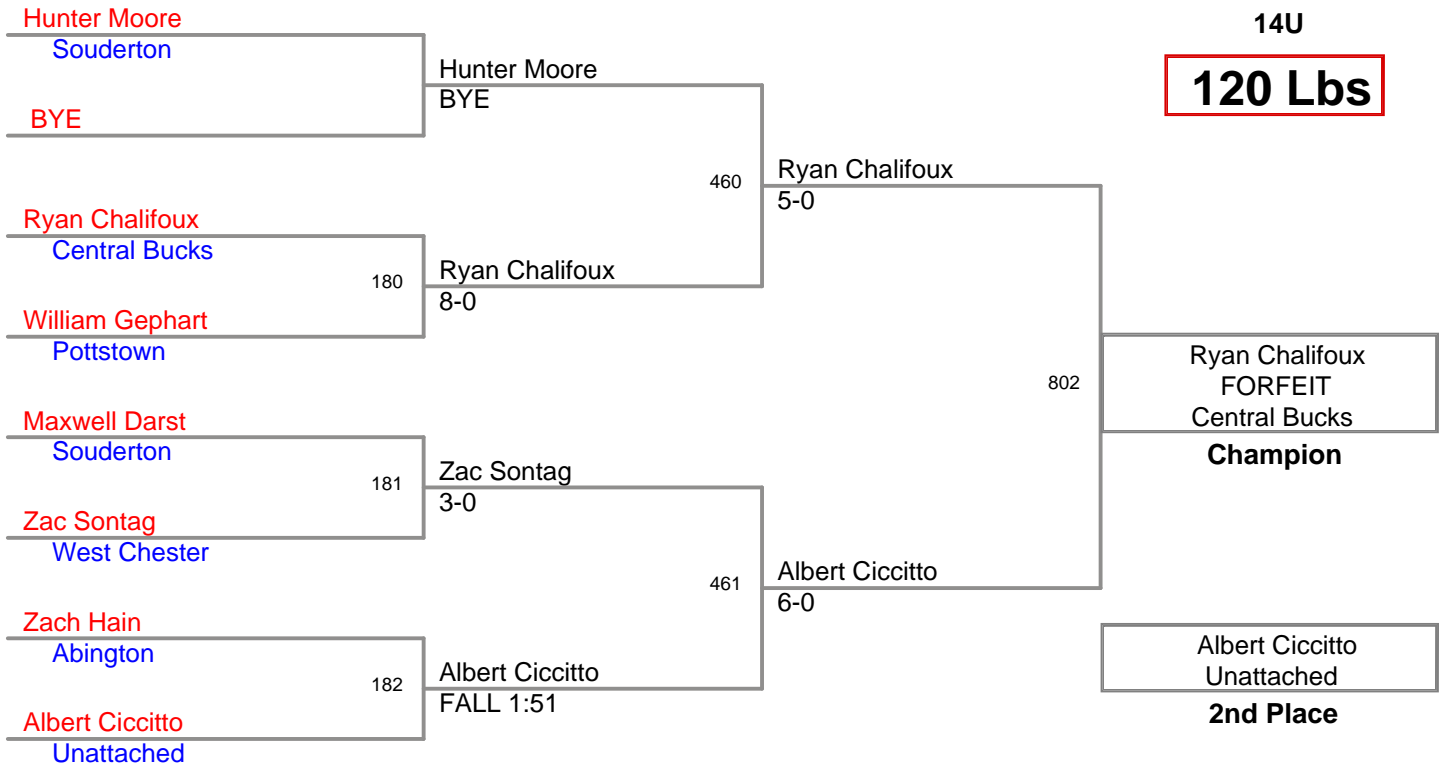 Hunter Moore
Souderton
BYE
Ryan Chalifoux
Central Bucks
William Gephart
Pottstown
Maxwell Darst
Souderton
Zac Sontag
West Chester
Zach Hain
Abington
Albert Ciccitto
Unattached
Hunter Moore
BYE
180
Ryan Chalifoux
8-0
181
Zac Sontag
3-0
182
Albert Ciccitto
FALL 1:51
460
Ryan Chalifoux
5-0
461
Albert Ciccitto
6-0
802
14U
120 Lbs
Ryan Chalifoux
FORFEIT
Central Bucks
Champion
Albert Ciccitto
Unattached
2nd Place